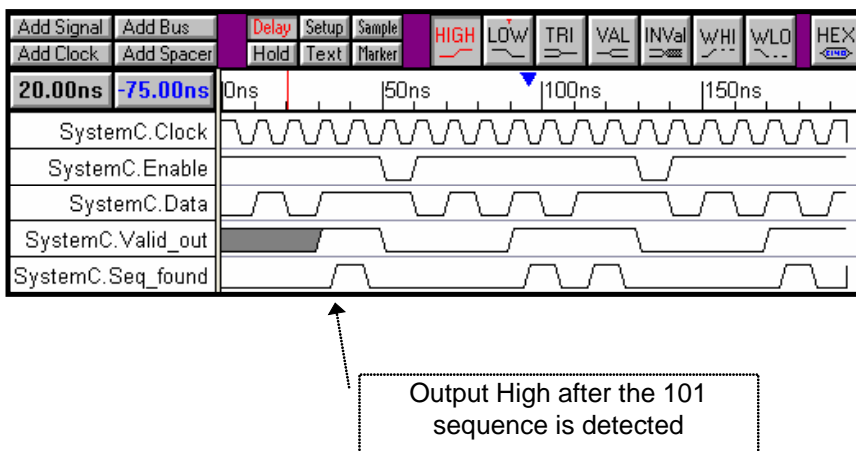 Add Signal Add Bus Delay Setup Sample HIGH LOW TRI VAL INVal WHI WLO HEX
Add Clock Add Spacer Hold Text Marker
20.00ns -75.00ns 0ns 50ns 100ns 150ns
SystemC.Clock
SystemC.Enable
SystemC.Data
SystemC.Valid_out
SystemC.Seq_found
Output High after the 101
sequence is detected